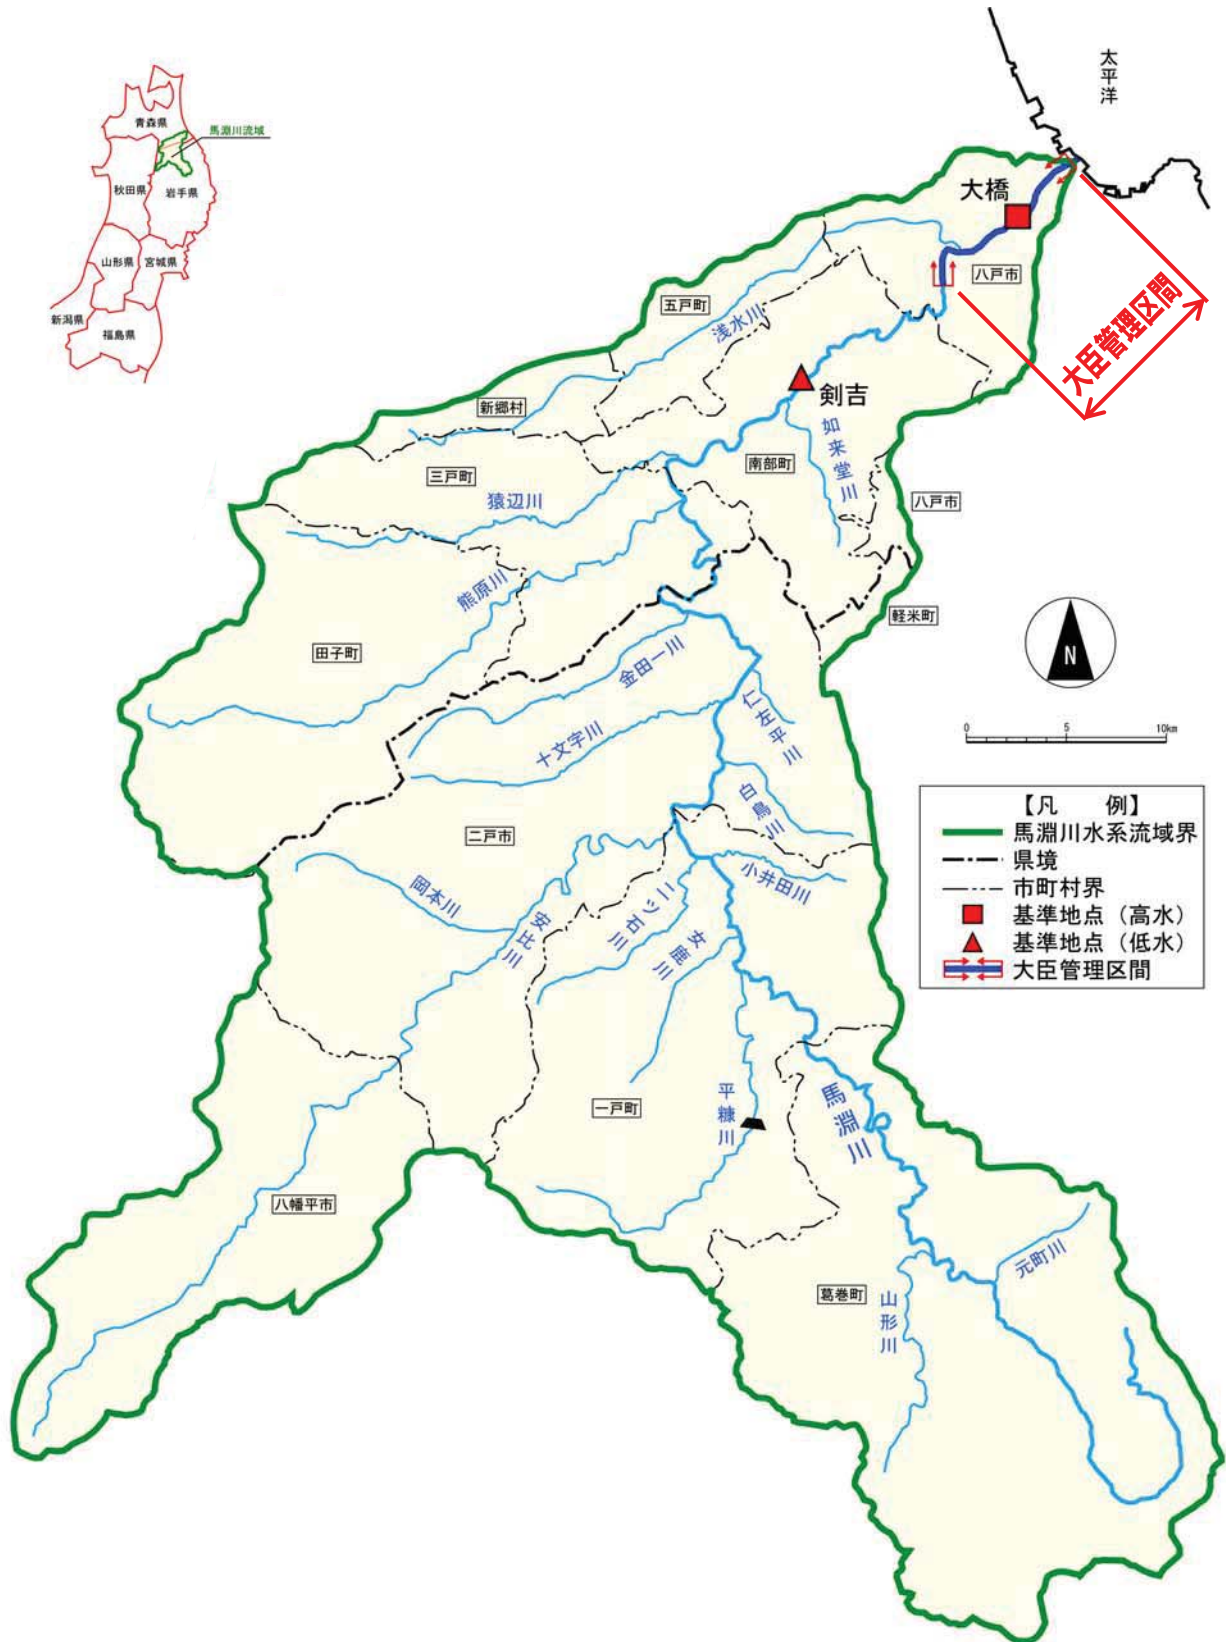 太平洋
青森県
馬淵川流域
秋田県
岩手県
山形県
宮城県
新潟県
福島県
大橋
八戸市
大臣管理区間
五戸町
浅水川
剣吉
新郷村
如来堂川
三戸町
南部町
猿辺川
八戸市
熊原川
軽米町
田子町
金田一川
N
仁左平川
十文字川
0 5 10km
白鳥川
二戸市
小井田川
岡本川
安比川
二ツ石川
女鹿川
【凡 例】
馬淵川水系流域界
県境
市町村界
基準地点（高水）
基準地点（低水）
大臣管理区間
一戸町
平糠川
馬淵川
八幡平市
元町川
葛巻町
山形川